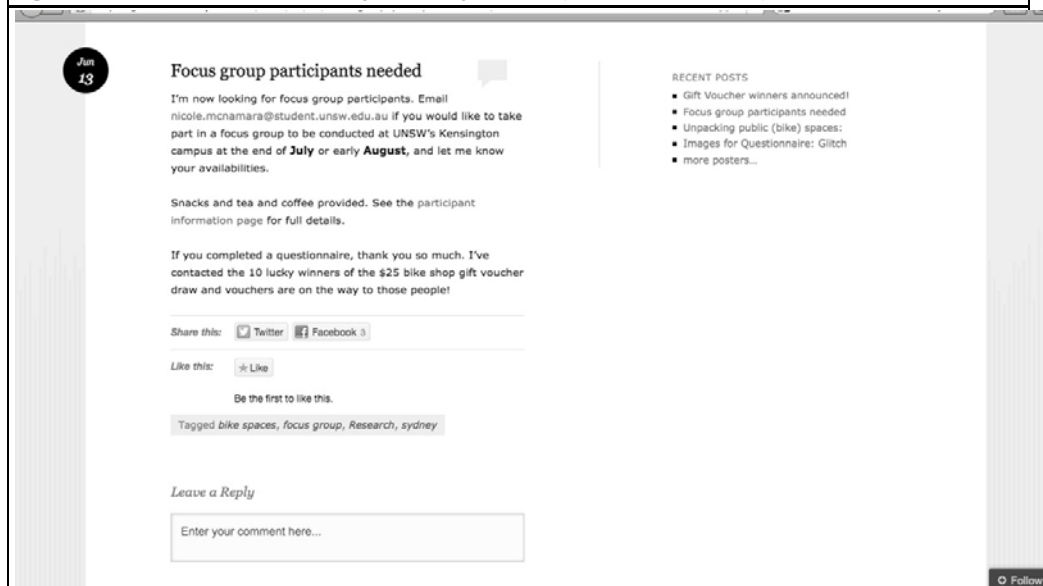 Jun
13
Focus group participants needed
I'm now looking for focus group participants. Email
nicole.mcnamara@student.unsw.edu.au if you would like to take
part in a focus group to be conducted at UNSW's Kensington
campus at the end of July or early August, and let me know
your availabilities.
Snacks and tea and coffee provided. See the participant
information page for full details.
If you completed a questionnaire, thank you so much. I've
contacted the 10 lucky winners of the $25 bike shop gift voucher
draw and vouchers are on the way to those people!
Share this: Twitter Facebook 3
Like this: Like
Be the first to like this.
Tagged bike spaces, focus group, Research, sydney
Leave a Reply
Enter your comment here...
RECENT POSTS
Gift Voucher winners announced!
Focus group participants needed
Unpacking public (bike) spaces:
Images for Questionnaire: Glitch
more posters...
Follow